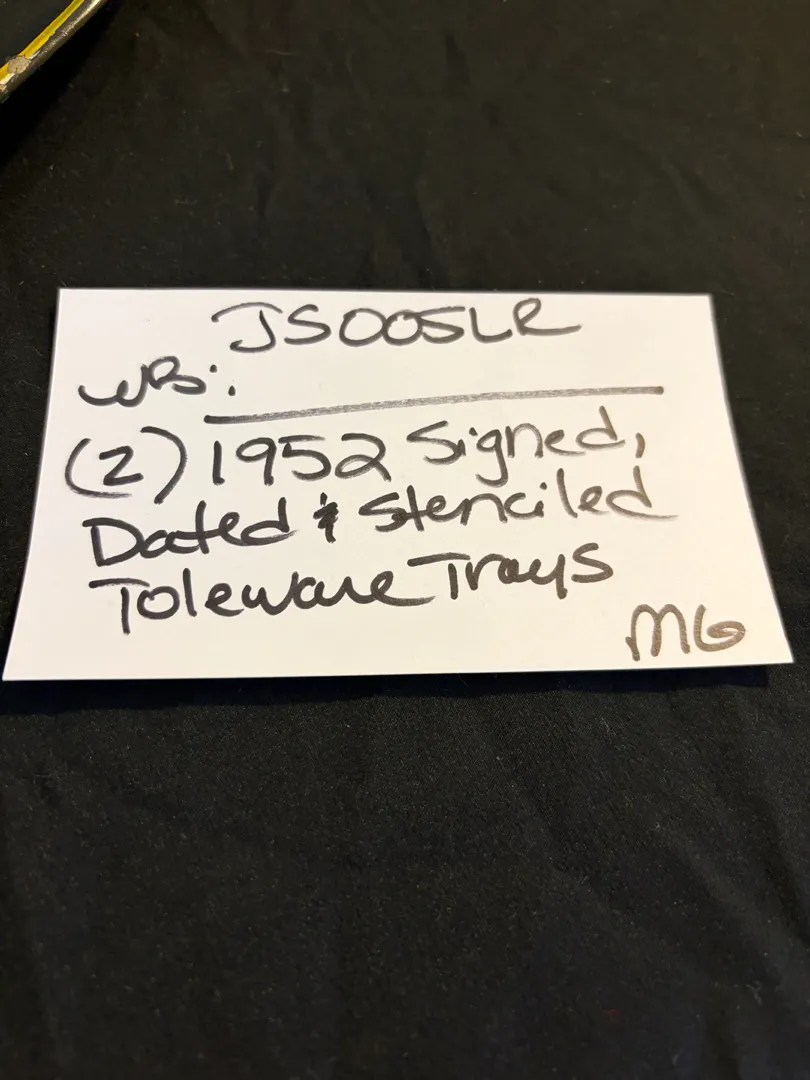 JS005LR
WB:
(2) 1952 Signed,
Dated & Stenciled
Toleware Trays
MG